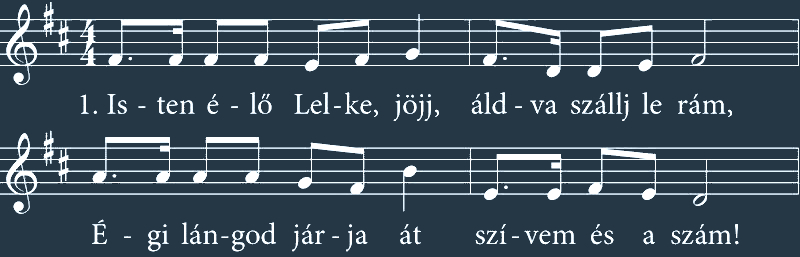 1. Is - ten é - lő Lel - ke, jöjj, áld - va szállj le rám,
É - gi lán - god jár - ja át szí - vem és a szám!